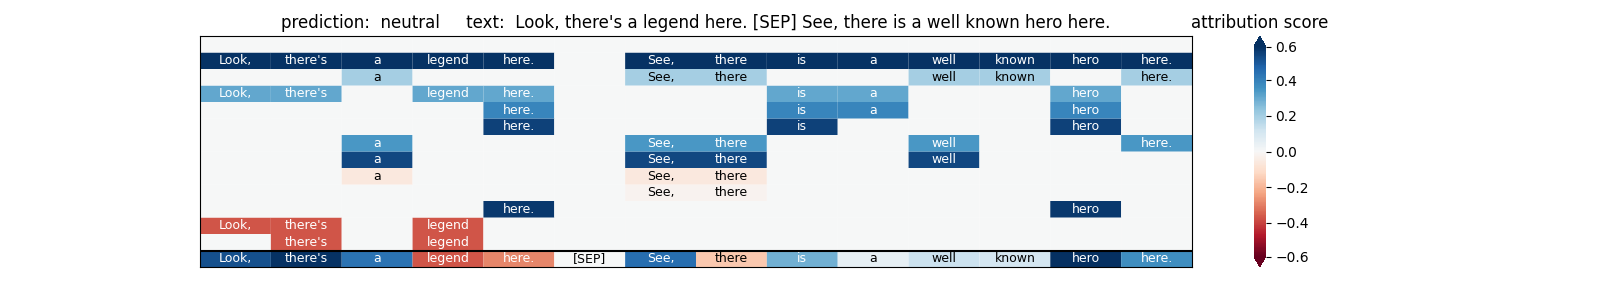 prediction:  neutral     text:  Look, there's a legend here. [SEP] See, there is a well known hero here.
attribution score
Look, there's a legend here. See, there is a well known hero here.
a See, there well known here.
Look, there's legend here. is a hero
here. is a hero
here. is hero
a See, there well here.
a See, there well
a See, there
See, there
here. hero
Look, there's legend
there's legend
Look, there's a legend here. [SEP] See, there is a well known hero here.
0.6
0.4
0.2
0.0
−0.2
−0.4
−0.6